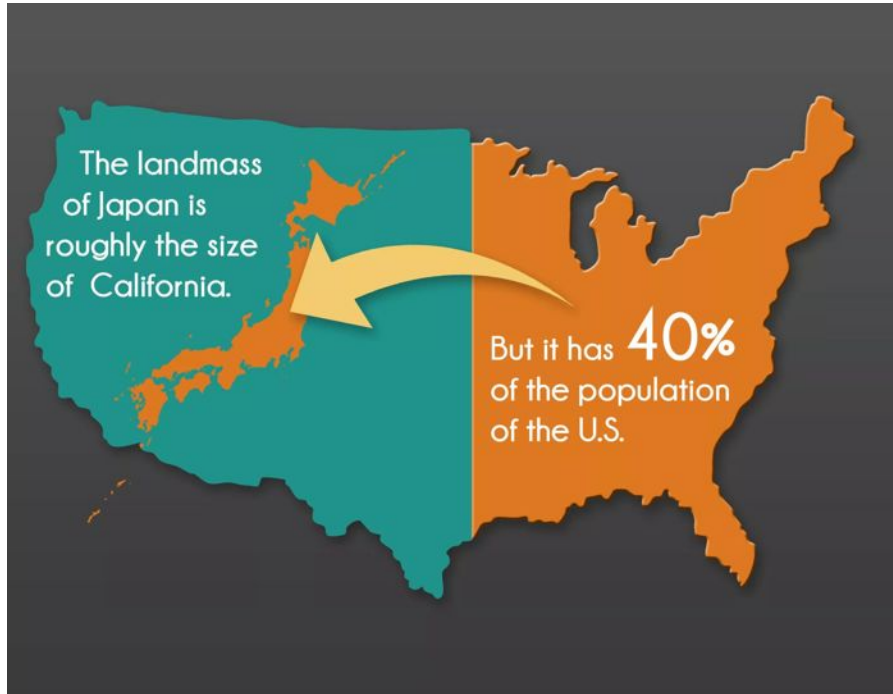 The landmass
of Japan is
roughly the size
of California.
But it has 40%
of the population
of the U.S.